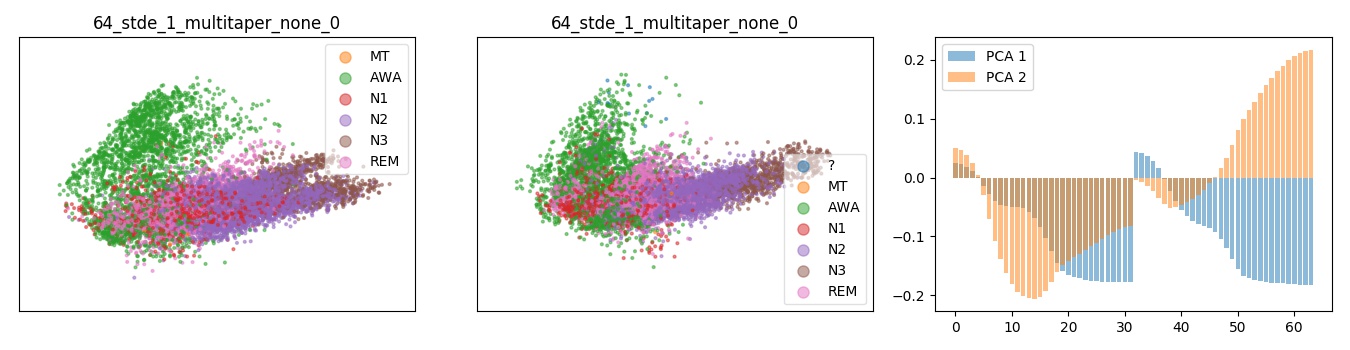 64_stde_1_multitaper_none_0
MT
AWA
N1
N2
N3
REM
64_stde_1_multitaper_none_0
?
MT
AWA
N1
N2
N3
REM
PCA 1
PCA 2
0.2
0.1
0.0
−0.1
−0.2
0 10 20 30 40 50 60